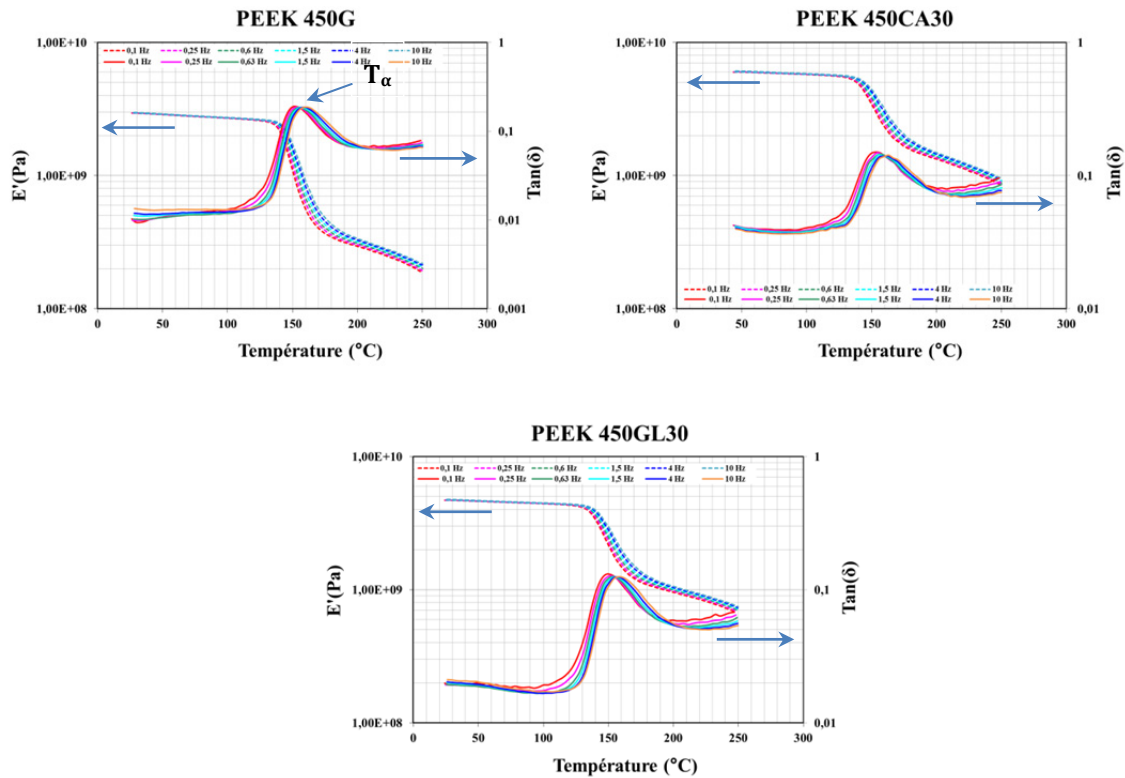 PEEK 450G
1,00E+10
1,00E+09
1,00E+08
E'(Pa)
0,1 Hz 0,25 Hz 0,6 Hz 1,5 Hz 4 Hz 10 Hz
0,1 Hz 0,25 Hz 0,63 Hz 1,5 Hz 4 Hz 10 Hz
Tα
1
0,1
0,01
0,001
Tan(δ)
0 50 100 150 200 250 300
Température (°C)
PEEK 450CA30
1,00E+10
1,00E+09
1,00E+08
E'(Pa)
0,1 Hz 0,25 Hz 0,6 Hz 1,5 Hz 4 Hz 10 Hz
0,1 Hz 0,25 Hz 0,63 Hz 1,5 Hz 4 Hz 10 Hz
1
0,1
0,01
Tan(δ)
0 50 100 150 200 250 300
Température (°C)
PEEK 450GL30
1,00E+10
1,00E+09
1,00E+08
E'(Pa)
0,1 Hz 0,25 Hz 0,6 Hz 1,5 Hz 4 Hz 10 Hz
0,1 Hz 0,25 Hz 0,63 Hz 1,5 Hz 4 Hz 10 Hz
1
0,1
0,01
Tan(δ)
0 50 100 150 200 250 300
Température (°C)